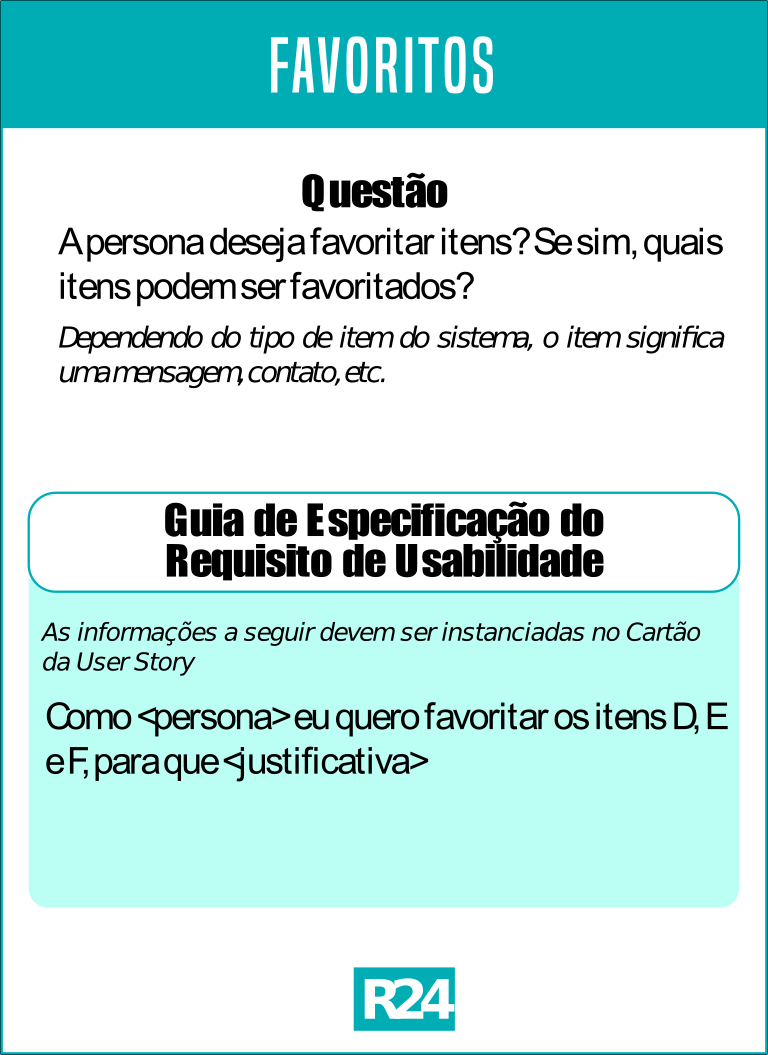 FAVORITOS
Questão
A persona deseja favoritar itens? Se sim, quais
itens podem ser favoritados?
Dependendo do tipo de item do sistema, o item significa
uma mensagem, contato, etc.
Guia de Especificação do
Requisito de Usabilidade
As informações a seguir devem ser instanciadas no Cartão
da User Story
Como <persona> eu quero favoritar os itens D, E
e F, para que <justificativa>
R24